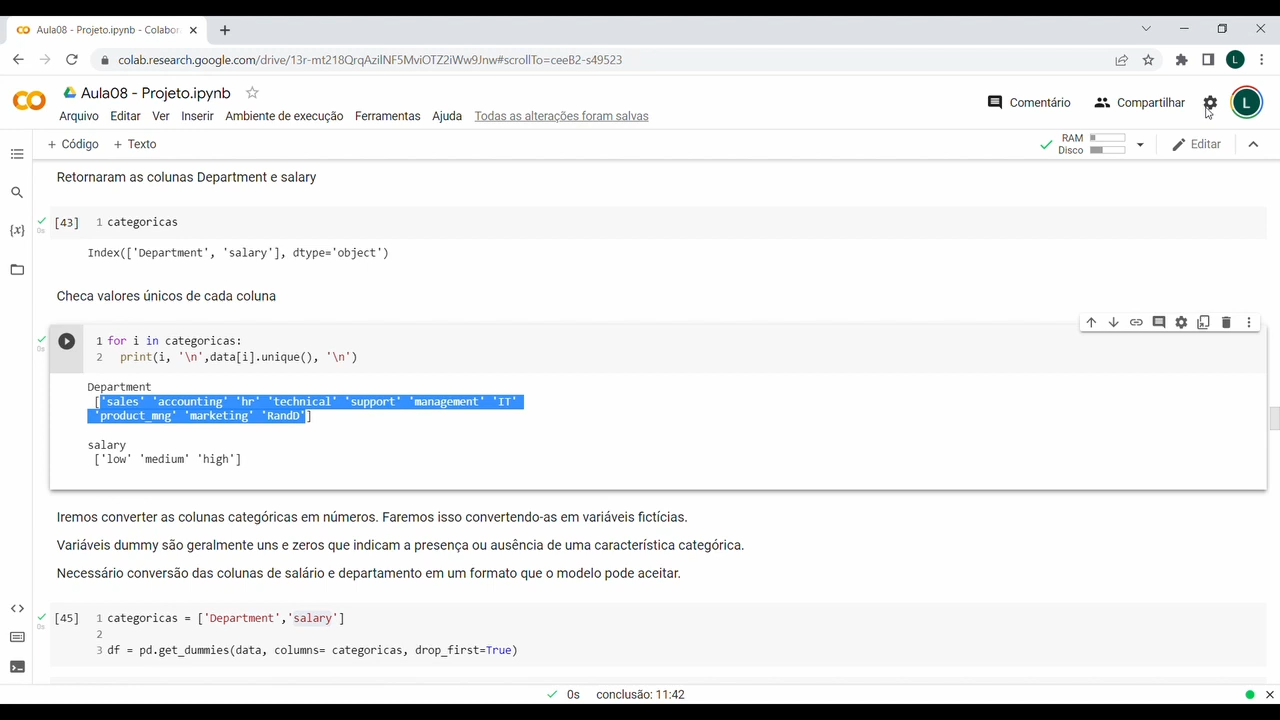 Aula08 - Projeto.ipynb - Colabor
colab.research.google.com/drive/13r-mt218QrqAzilNF5MviOTZ2iWw9Jnw#scrollTo=ceeB2-s49523
L
Aula08 - Projeto.ipynb
Comentário
Compartilhar
L
Arquivo Editar Ver Inserir Ambiente de execução Ferramentas Ajuda Todas as alterações foram salvas
+ Código + Texto
RAM
Disco
Editar
Retornaram as colunas Department e salary
[43] 1 categoricas
0s
Index(['Department', 'salary'], dtype='object')
Checa valores únicos de cada coluna
1 for i in categoricas:
0s
2 print(i, '\n',data[i].unique(), '\n')
Department
['sales' 'accounting' 'hr' 'technical' 'support' 'management' 'IT'
'product_mng' 'marketing' 'RandD']
salary
['low' 'medium' 'high']
Iremos converter as colunas categóricas em números. Faremos isso convertendo-as em variáveis fictícias.
Variáveis dummy são geralmente uns e zeros que indicam a presença ou ausência de uma característica categórica.
Necessário conversão das colunas de salário e departamento em um formato que o modelo pode aceitar.
[45] 1 categoricas = ['Department','salary']
0s
2
3 df = pd.get_dummies(data, columns= categoricas, drop_first=True)
0s conclusão: 11:42